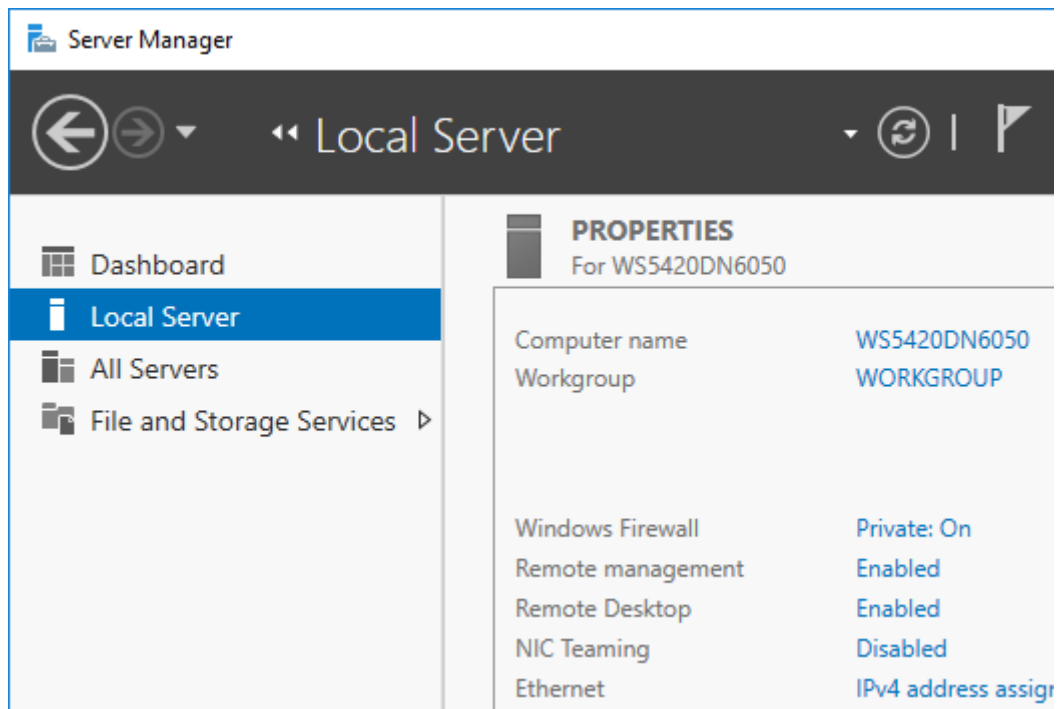 Server Manager
Local Server
Dashboard
Local Server
All Servers
File and Storage Services
PROPERTIES
For WS5420DN6050
Computer name WS5420DN6050
Workgroup WORKGROUP
Windows Firewall Private: On
Remote management Enabled
Remote Desktop Enabled
NIC Teaming Disabled
Ethernet IPv4 address